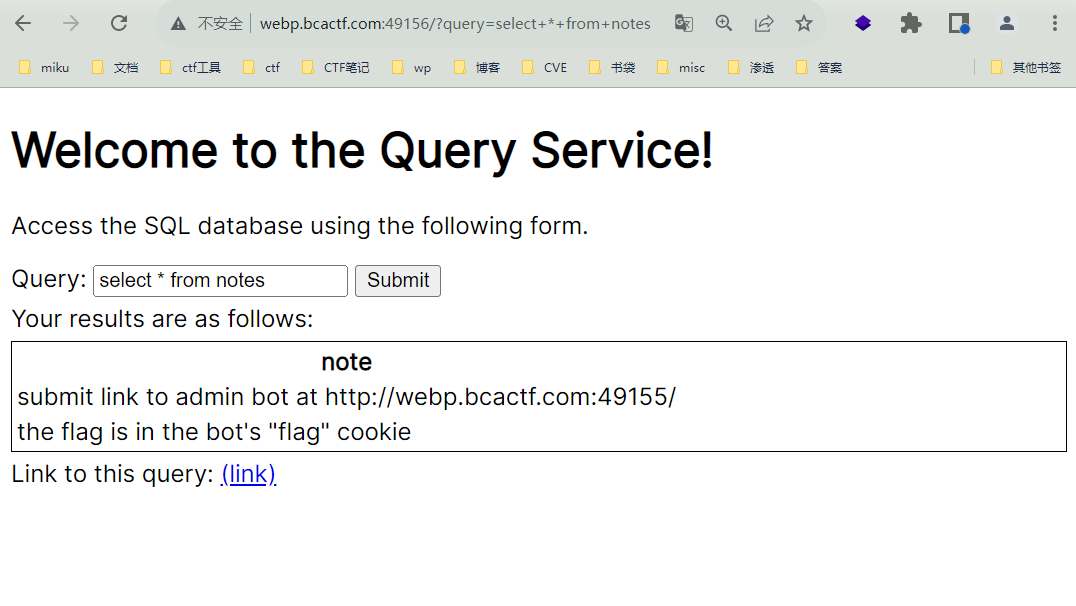 不安全 webp.bcactf.com:49156/?query=select+*+from+notes
miku 文档 ctf工具 ctf CTF笔记 wp 博客 CVE 书袋 misc 渗透 答案 其他书签
Welcome to the Query Service!
Access the SQL database using the following form.
Query: select * from notes Submit
Your results are as follows:
note
submit link to admin bot at http://webp.bcactf.com:49155/
the flag is in the bot's "flag" cookie
Link to this query: (link)